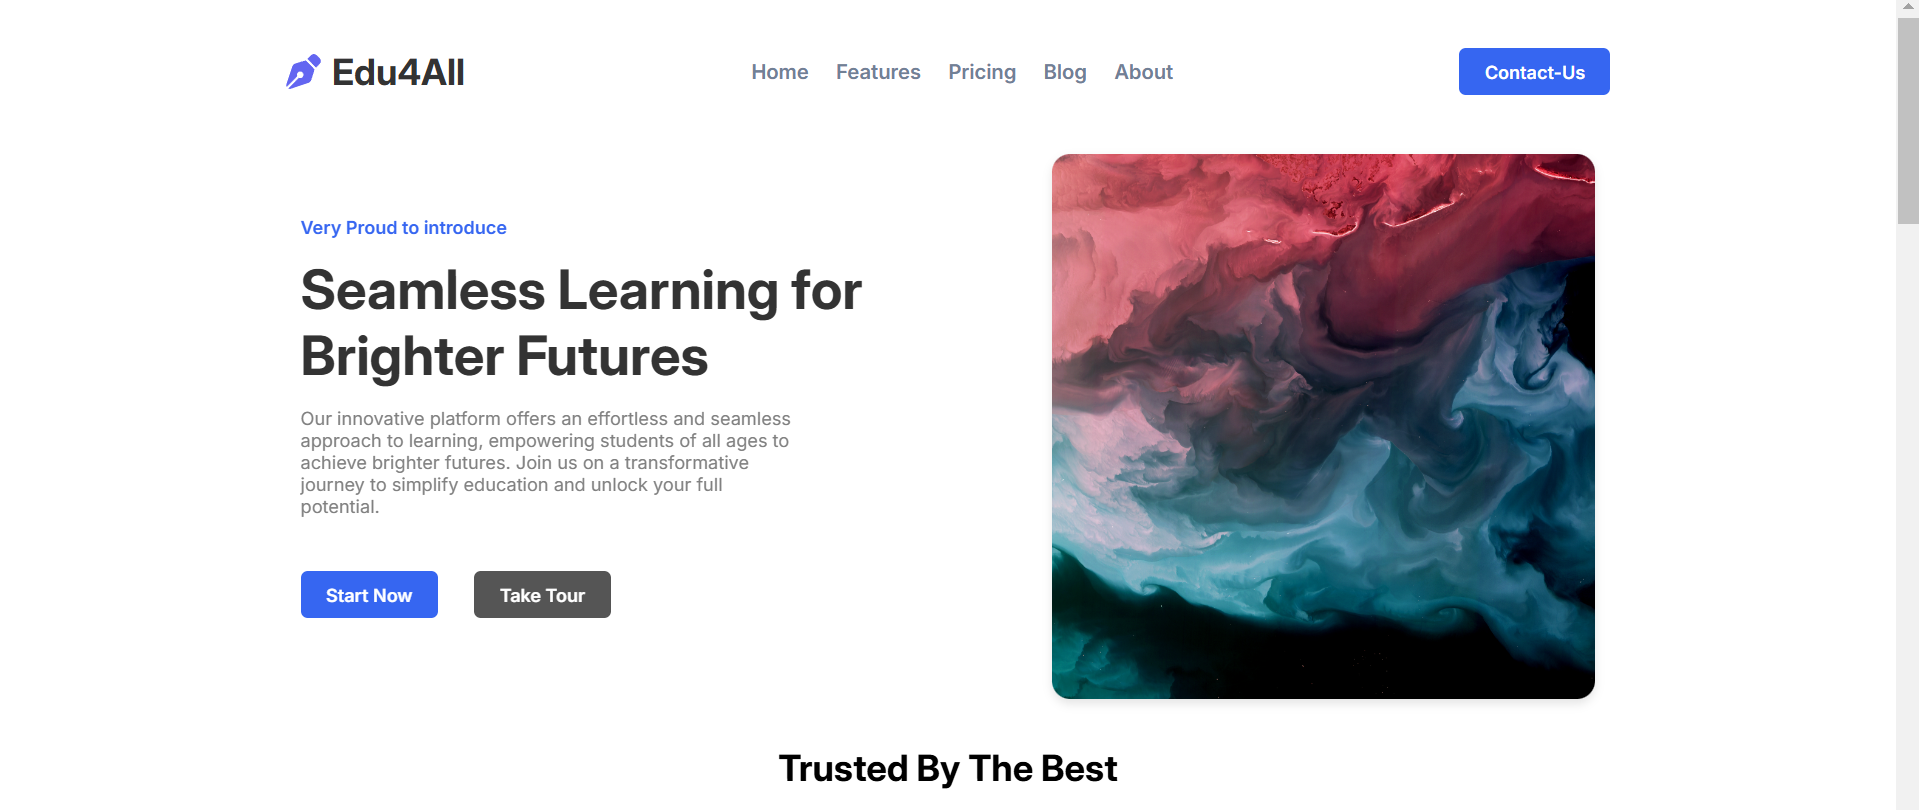 Edu4All
Home Features Pricing Blog About
Contact-Us
Very Proud to introduce
Seamless Learning for
Brighter Futures
Our innovative platform offers an effortless and seamless
approach to learning, empowering students of all ages to
achieve brighter futures. Join us on a transformative
journey to simplify education and unlock your full
potential.
Start Now
Take Tour
Trusted By The Best